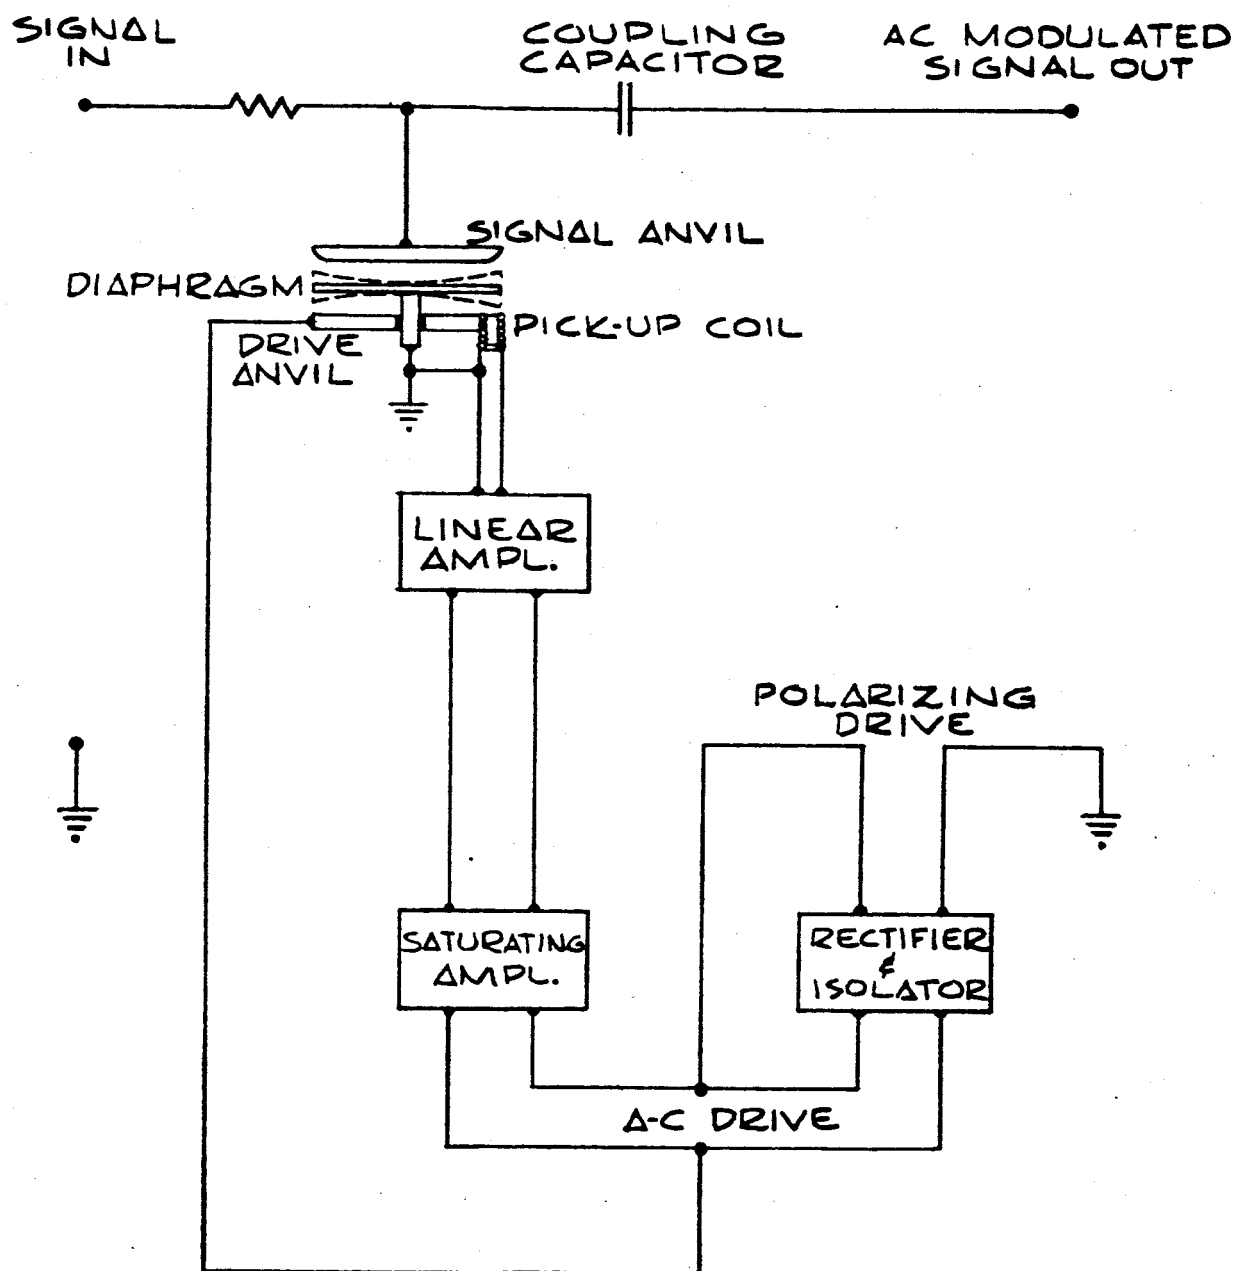 SIGNAL
IN
COUPLING
CAPACITOR
AC MODULATED
SIGNAL OUT
SIGNAL ANVIL
DIAPHRAGM
PICK-UP COIL
DRIVE
ANVIL
LINEAR
AMPL.
POLARIZING
DRIVE
SATURATING
AMPL.
RECTIFIER
&
ISOLATOR
A-C DRIVE